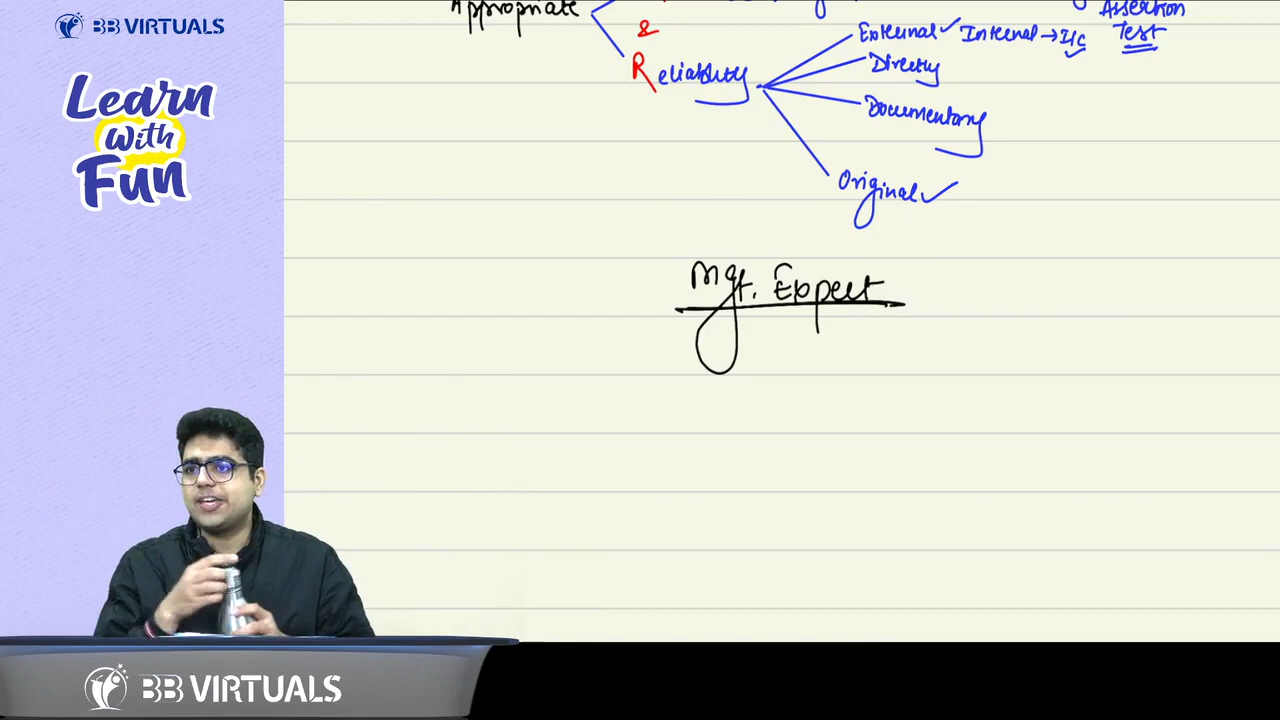 BB VIRTUALS
Learn
With
Fun
Appropriate
&
Reliability
External Internal → I/C
Assertion
Test
Directly
Documentary
Original
Mgt. Expert
BB VIRTUALS